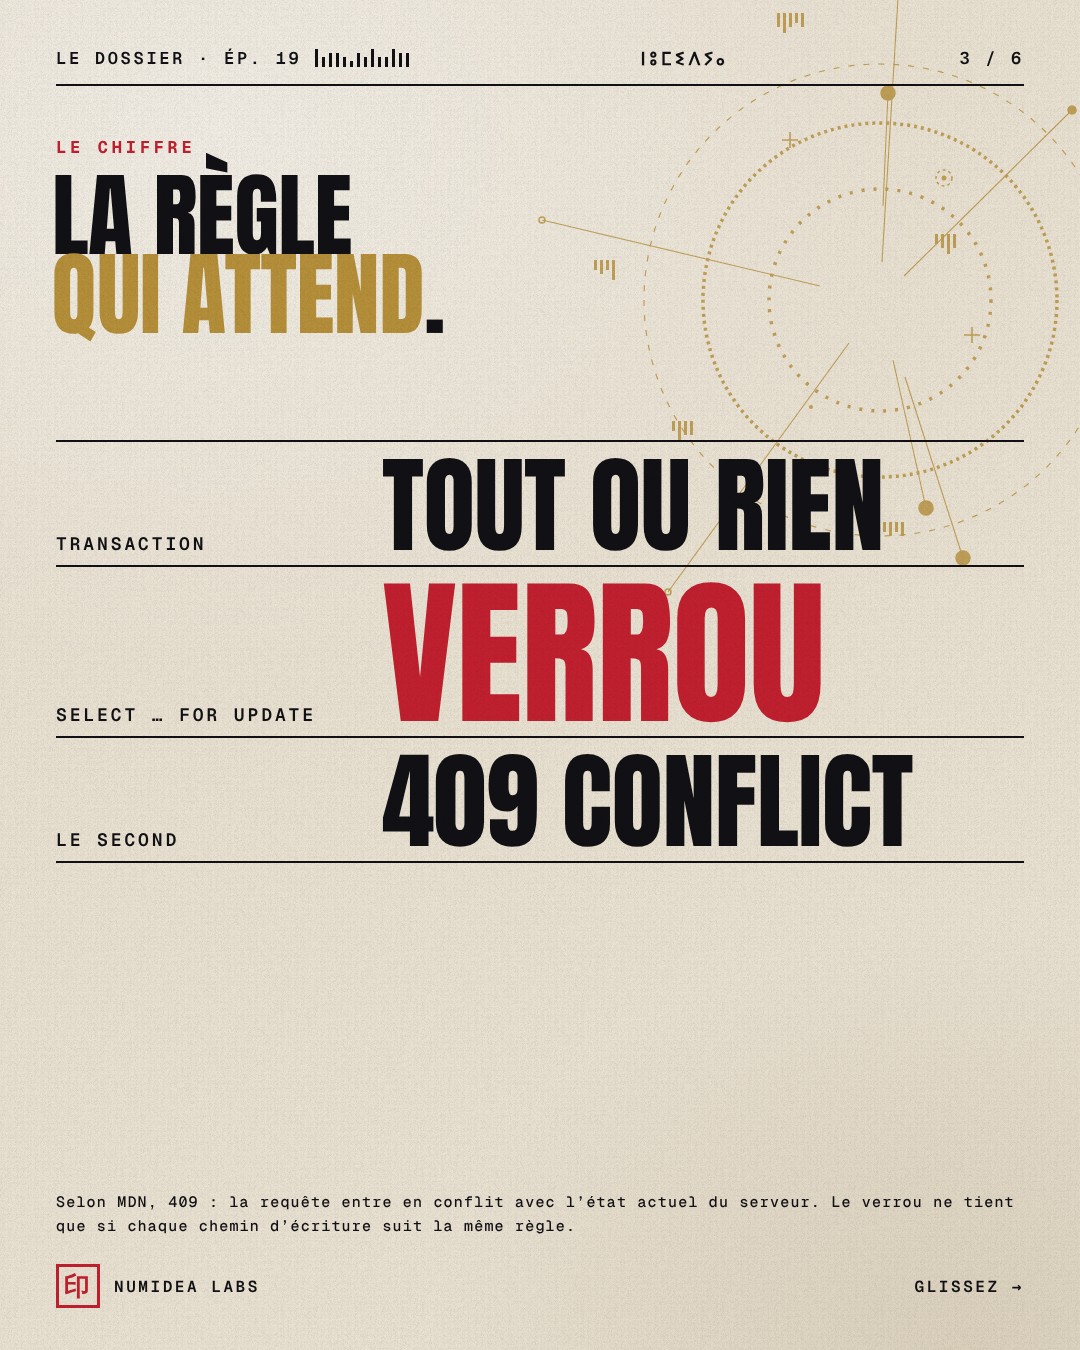 LE DOSSIER · ÉP. 19
ⵏⵓⵎⵉⴷⵢⴰ
3 / 6
LE CHIFFRE
LA RÈGLE
QUI ATTEND.
TRANSACTION
TOUT OU RIEN
SELECT … FOR UPDATE
VERROU
LE SECOND
409 CONFLICT
Selon MDN, 409 : la requête entre en conflit avec l’état actuel du serveur. Le verrou ne tient
que si chaque chemin d’écriture suit la même règle.
印
NUMIDEA LABS
GLISSEZ →